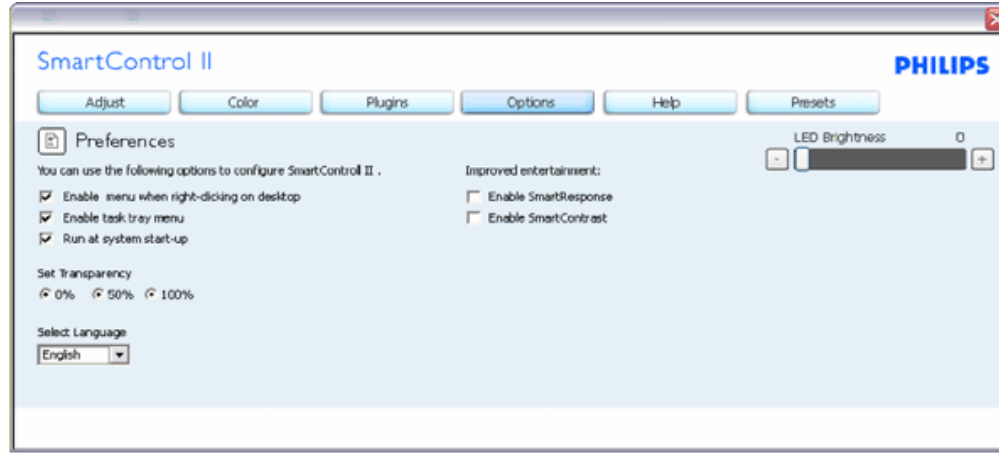 SmartControl II
PHILIPS
Adjust Color Plugins Options Help Presets
Preferences
LED Brightness 0
- +
You can use the following options to configure SmartControl II .
Improved entertainment:
Enable menu when right-clicking on desktop
Enable SmartResponse
Enable task tray menu
Enable SmartContrast
Run at system start-up
Set Transparency
0% 50% 100%
Select Language
English